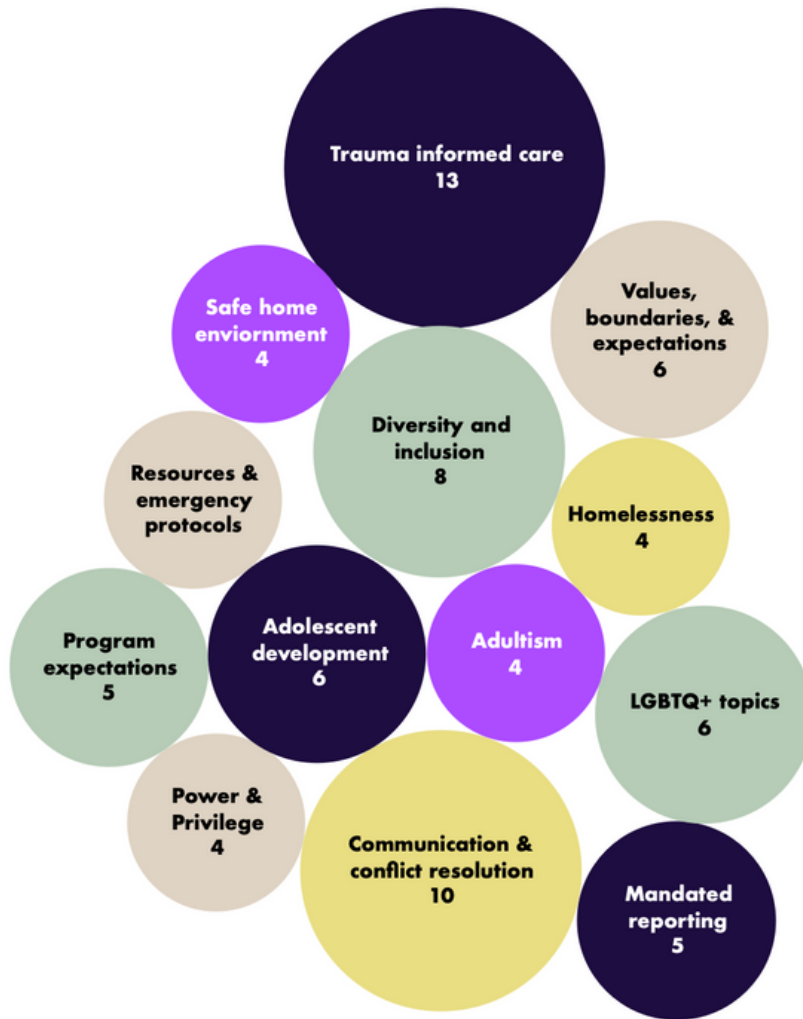 Trauma informed care
13
Safe home
enviornment
4
Values,
boundaries, &
expectations
6
Diversity and
inclusion
8
Resources &
emergency
protocols
Homelessness
4
Program
expectations
5
Adolescent
development
6
Adultism
4
LGBTQ+ topics
6
Power &
Privilege
4
Communication &
conflict resolution
10
Mandated
reporting
5